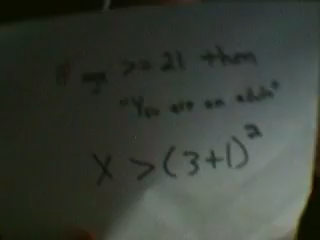 if age >= 21 then
"You are an adult"
X > (3+1)²